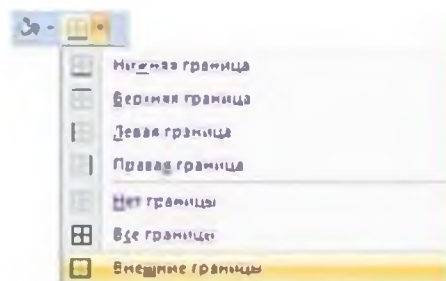 Нижняя граница
Верхняя граница
Левая граница
Правая граница
Нет границы
Все границы
Внешние границы